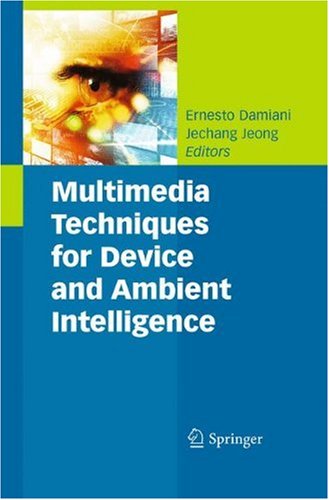 Ernesto Damiani
Jechang Jeong
Editors
Multimedia
Techniques
for Device
and Ambient
Intelligence
Springer